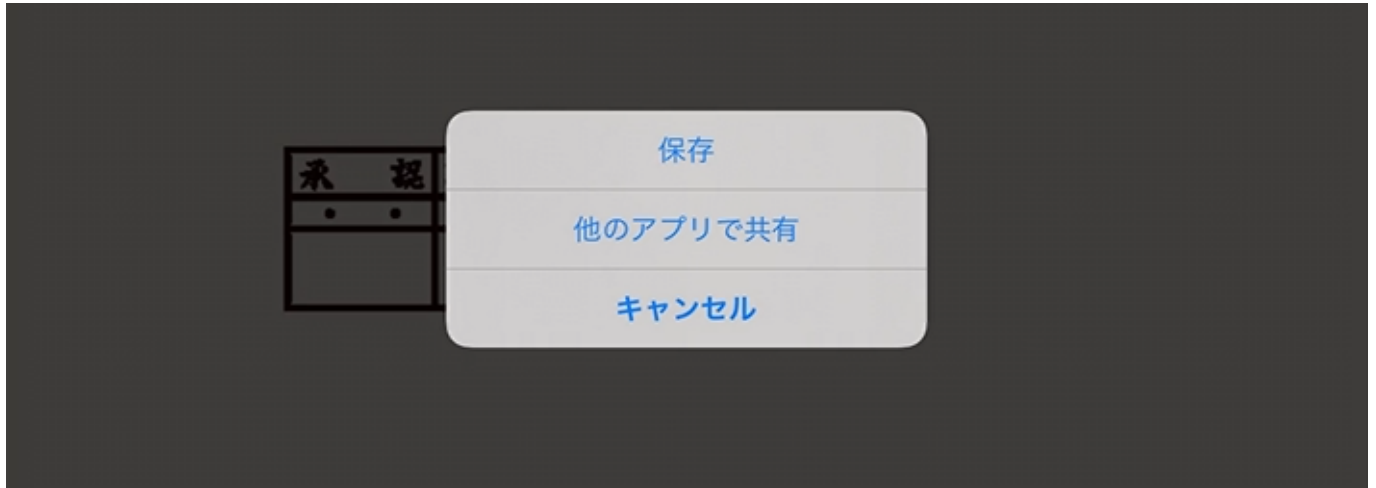 承 認
保存
他のアプリで共有
キャンセル